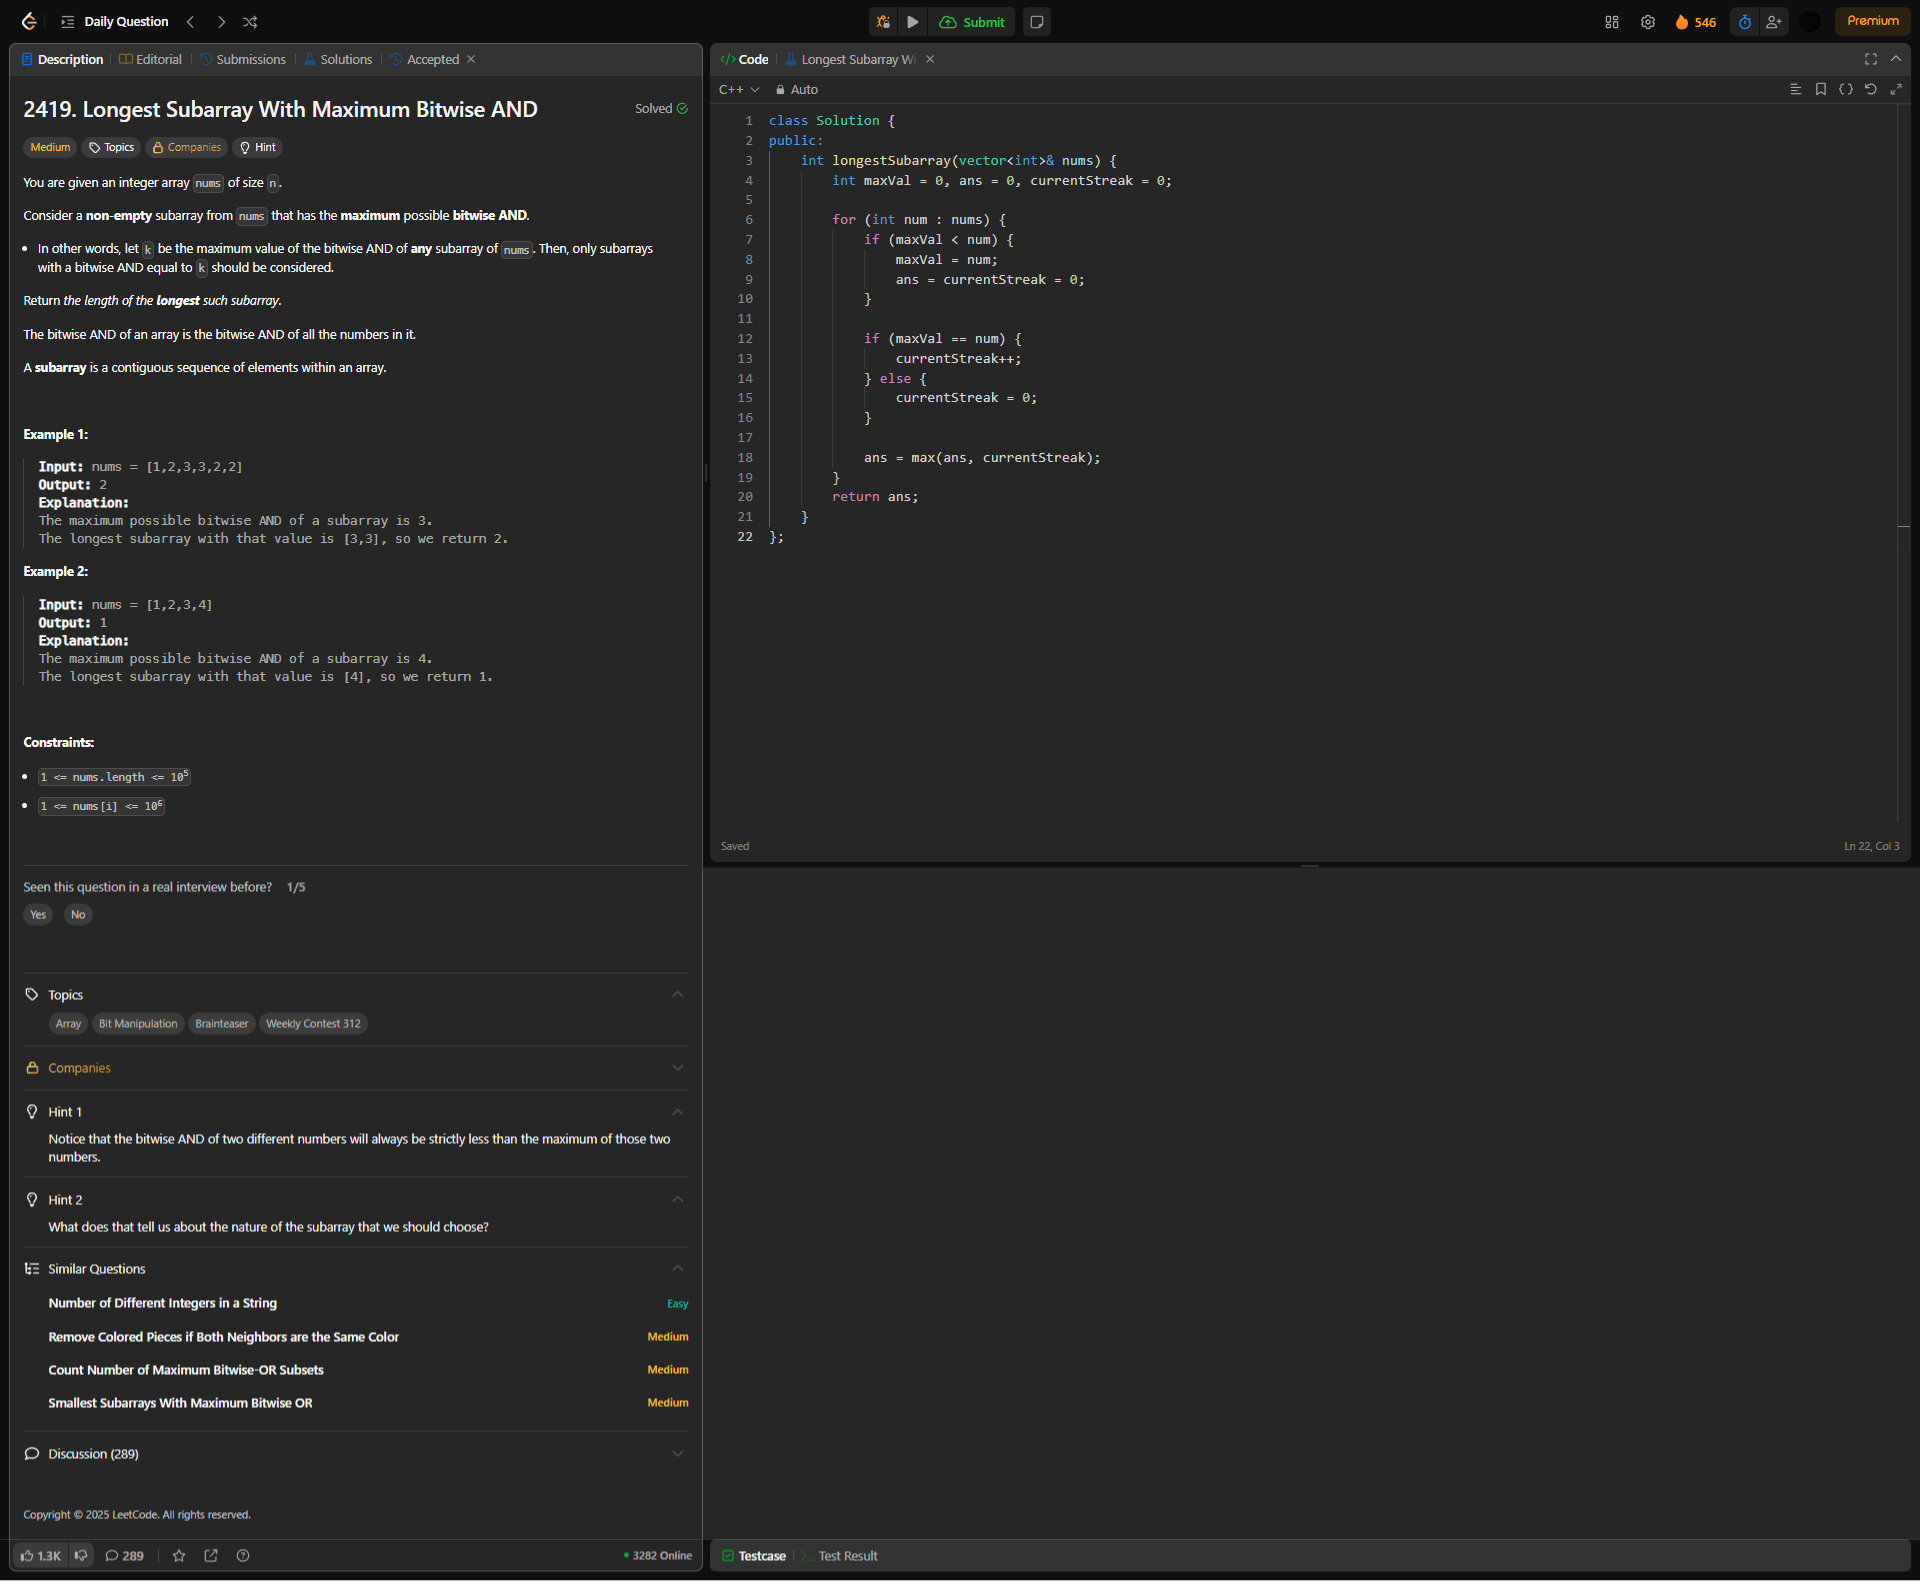 Daily Question
Submit
546
Premium
Description
Editorial
Submissions
Solutions
Accepted
2419. Longest Subarray With Maximum Bitwise AND
Solved
Medium
Topics
Companies
Hint
You are given an integer array nums of size n.
Consider a non-empty subarray from nums that has the maximum possible bitwise AND.
• In other words, let k be the maximum value of the bitwise AND of any subarray of nums. Then, only subarrays
with a bitwise AND equal to k should be considered.
Return the length of the longest such subarray.
The bitwise AND of an array is the bitwise AND of all the numbers in it.
A subarray is a contiguous sequence of elements within an array.
Example 1:
Input: nums = [1,2,3,3,2,2]
Output: 2
Explanation:
The maximum possible bitwise AND of a subarray is 3.
The longest subarray with that value is [3,3], so we return 2.
Example 2:
Input: nums = [1,2,3,4]
Output: 1
Explanation:
The maximum possible bitwise AND of a subarray is 4.
The longest subarray with that value is [4], so we return 1.
Constraints:
• 1 <= nums.length <= 10⁵
• 1 <= nums[i] <= 10⁶
Seen this question in a real interview before? 1/5
Yes
No
Topics
Array
Bit Manipulation
Brainteaser
Weekly Contest 312
Companies
Hint 1
Notice that the bitwise AND of two different numbers will always be strictly less than the maximum of those two
numbers.
Hint 2
What does that tell us about the nature of the subarray that we should choose?
Similar Questions
Number of Different Integers in a String
Easy
Remove Colored Pieces if Both Neighbors are the Same Color
Medium
Count Number of Maximum Bitwise-OR Subsets
Medium
Smallest Subarrays With Maximum Bitwise OR
Medium
Discussion (289)
Copyright © 2025 LeetCode. All rights reserved.
1.3K
289
3282 Online
</> Code
Longest Subarray Wi
C++
Auto
1 class Solution {
2 public:
3 int longestSubarray(vector<int>& nums) {
4 int maxVal = 0, ans = 0, currentStreak = 0;
5
6 for (int num : nums) {
7 if (maxVal < num) {
8 maxVal = num;
9 ans = currentStreak = 0;
10 }
11
12 if (maxVal == num) {
13 currentStreak++;
14 } else {
15 currentStreak = 0;
16 }
17
18 ans = max(ans, currentStreak);
19 }
20 return ans;
21 }
22 };
Saved
Ln 22, Col 3
Testcase
Test Result